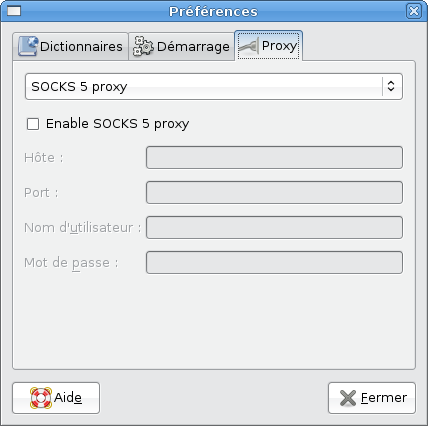 Préférences
Dictionnaires Démarrage Proxy
SOCKS 5 proxy
Enable SOCKS 5 proxy
Hôte :
Port :
Nom d'utilisateur :
Mot de passe :
Aide Fermer